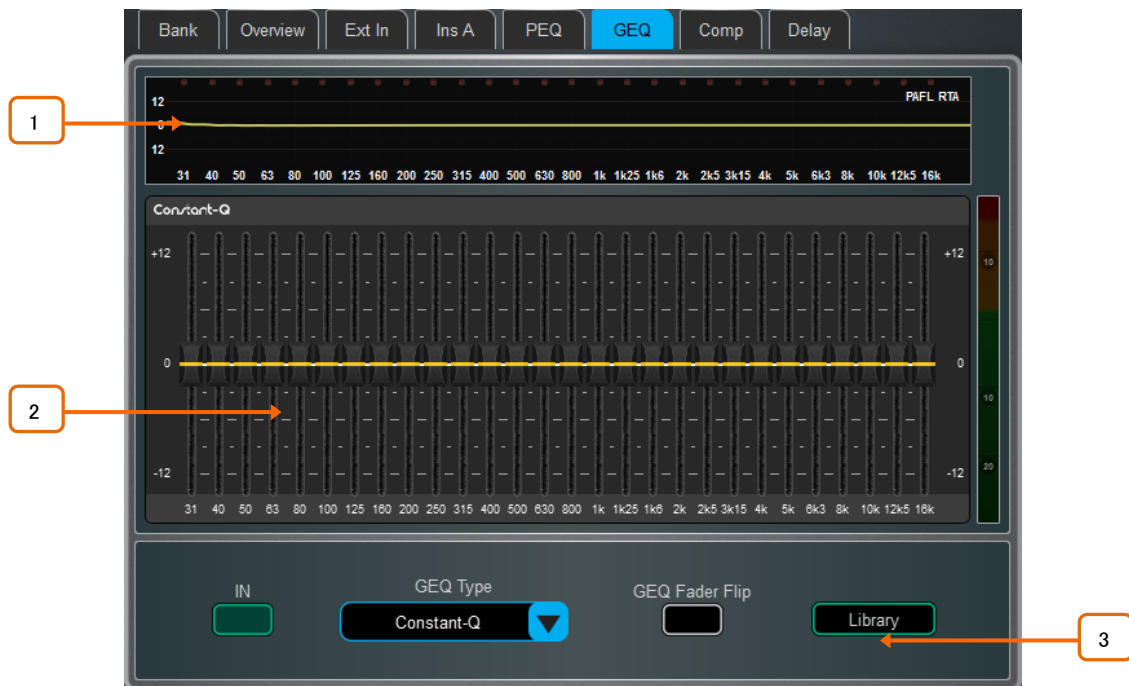 Bank Overview Ext In Ins A PEQ GEQ Comp Delay
PAFL RTA
12
0
12
31 40 50 63 80 100 125 160 200 250 315 400 500 630 800 1k 1k25 1k6 2k 2k5 3k15 4k 5k 6k3 8k 10k 12k5 16k
1
Constant-Q
+12 +12
10
0 0
10
2
-12 -12
20
31 40 50 63 80 100 125 160 200 250 315 400 500 630 800 1k 1k25 1k6 2k 2k5 3k15 4k 5k 6k3 8k 10k 12k5 16k
IN GEQ Type GEQ Fader Flip
Constant-Q Library
3